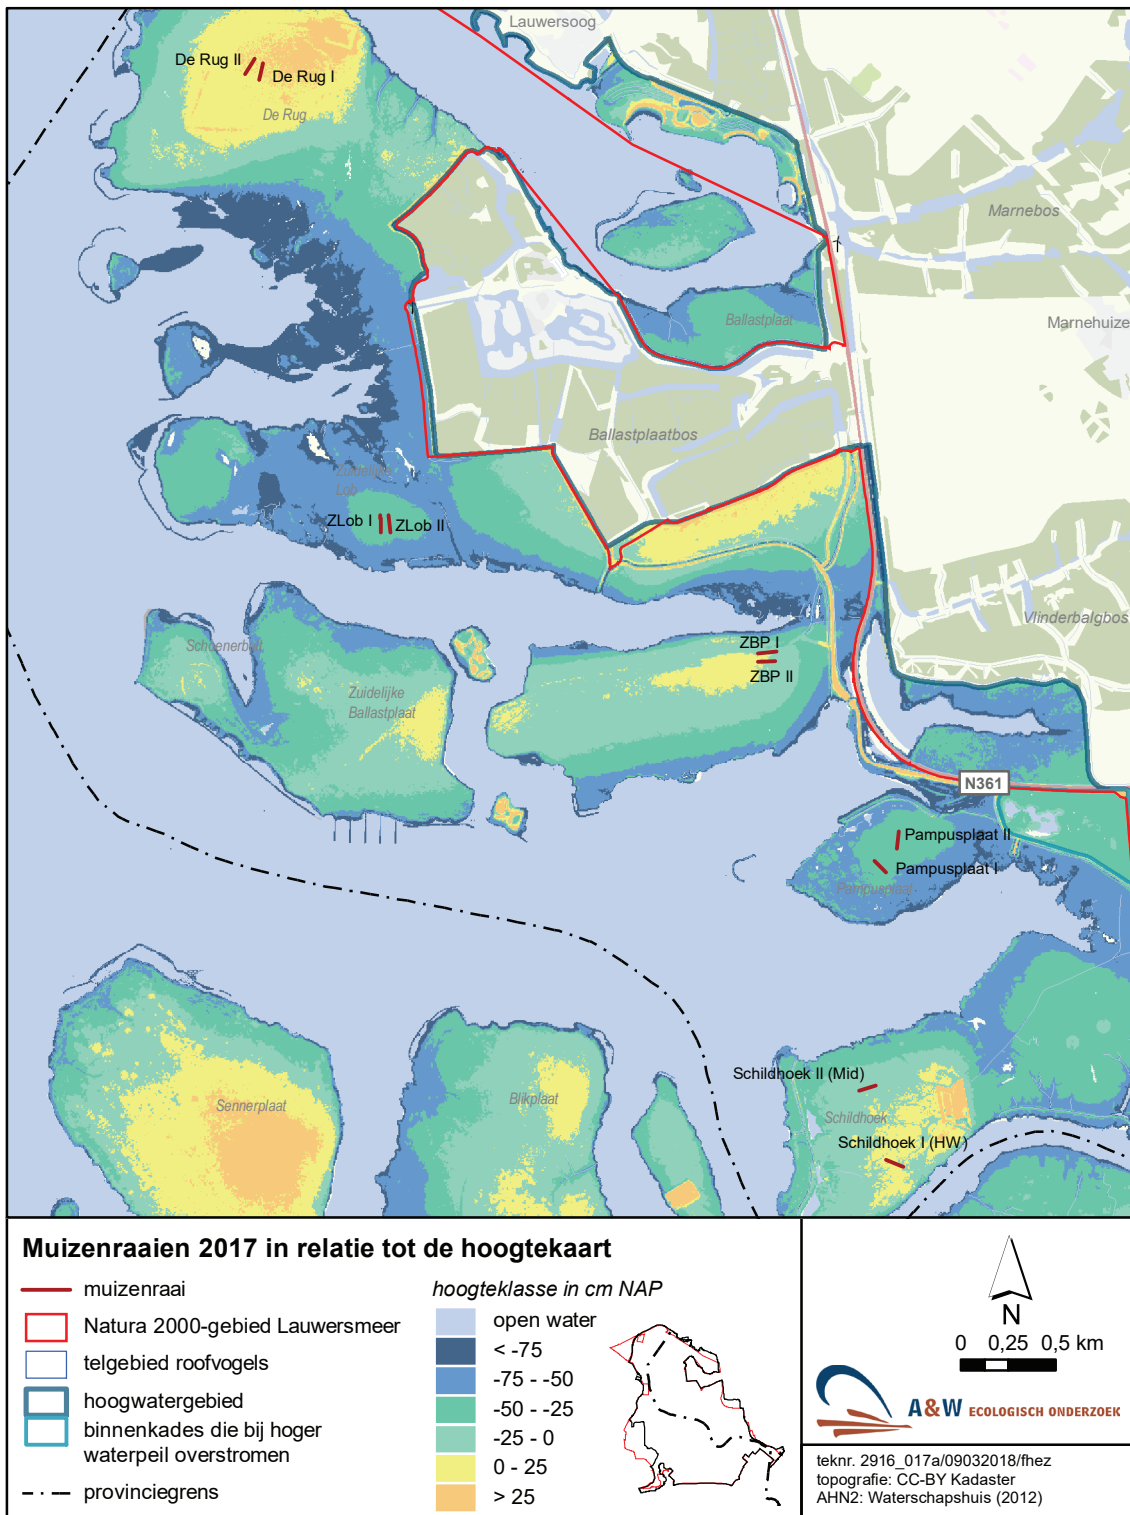 Lauwersoog
De Rug II
De Rug I
De Rug
Marnebos
Marnehuize
Ballastplaat
Ballastplaatbos
Zuidelijke
Lob
ZLob I
ZLob II
Vlinderbalgbos
Schoenerbult
ZBP I
ZBP II
Zuidelijke
Ballastplaat
N361
Pampusplaat II
Pampusplaat I
Pampusplaat
Schildhoek II (Mid)
Sennerplaat
Blikplaat
Schildhoek
Schildhoek I (HW)
Muizenraaien 2017 in relatie tot de hoogtekaart
muizenraai
Natura 2000-gebied Lauwersmeer
telgebied roofvogels
hoogwatergebied
binnenkades die bij hoger
waterpeil overstromen
provinciegrens
hoogteklasse in cm NAP
open water
< -75
-75 - -50
-50 - -25
-25 - 0
0 - 25
> 25
N
0 0,25 0,5 km
A&W ECOLOGISCH ONDERZOEK
teknr. 2916_017a/09032018/fhez
topografie: CC-BY Kadaster
AHN2: Waterschapshuis (2012)